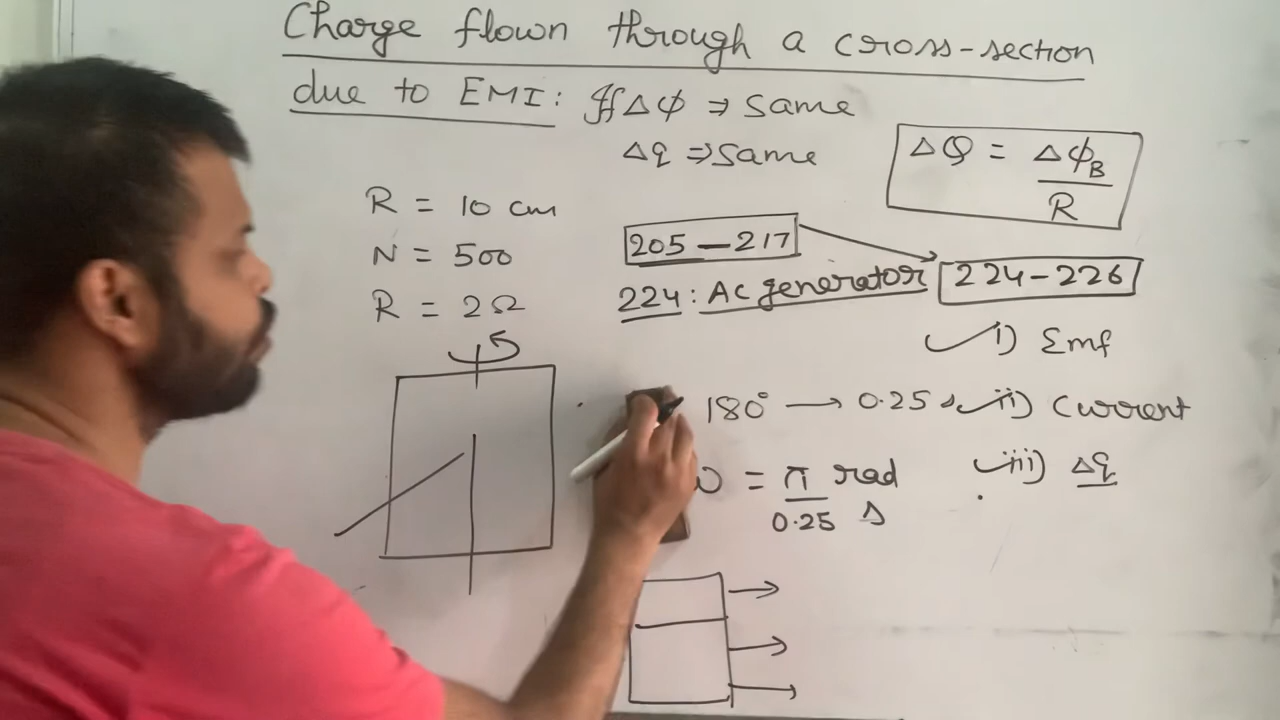 Charge flown through a cross-section
due to EMI: If Δϕ ⇒ same
Δq ⇒ same
ΔQ = Δϕ_B / R
R = 10 cm
N = 500
R = 2Ω
205 — 217
224 : AC generator
224-226
i) Emf
180° → 0.25 s
ii) Current
ω = π rad / 0.25 s
iii) Δq